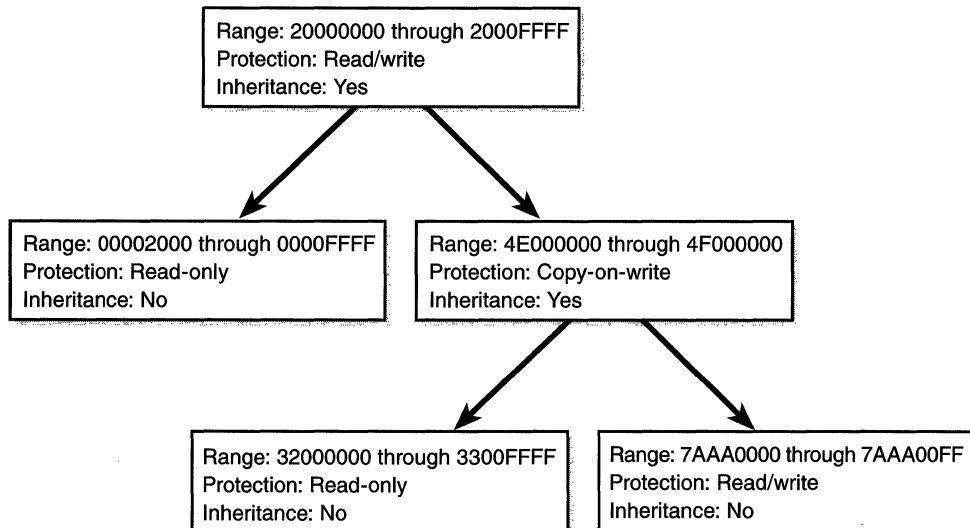 Range: 20000000 through 2000FFFF
Protection: Read/write
Inheritance: Yes
Range: 00002000 through 0000FFFF
Protection: Read-only
Inheritance: No
Range: 4E000000 through 4F000000
Protection: Copy-on-write
Inheritance: Yes
Range: 32000000 through 3300FFFF
Protection: Read-only
Inheritance: No
Range: 7AAA0000 through 7AAA00FF
Protection: Read/write
Inheritance: No